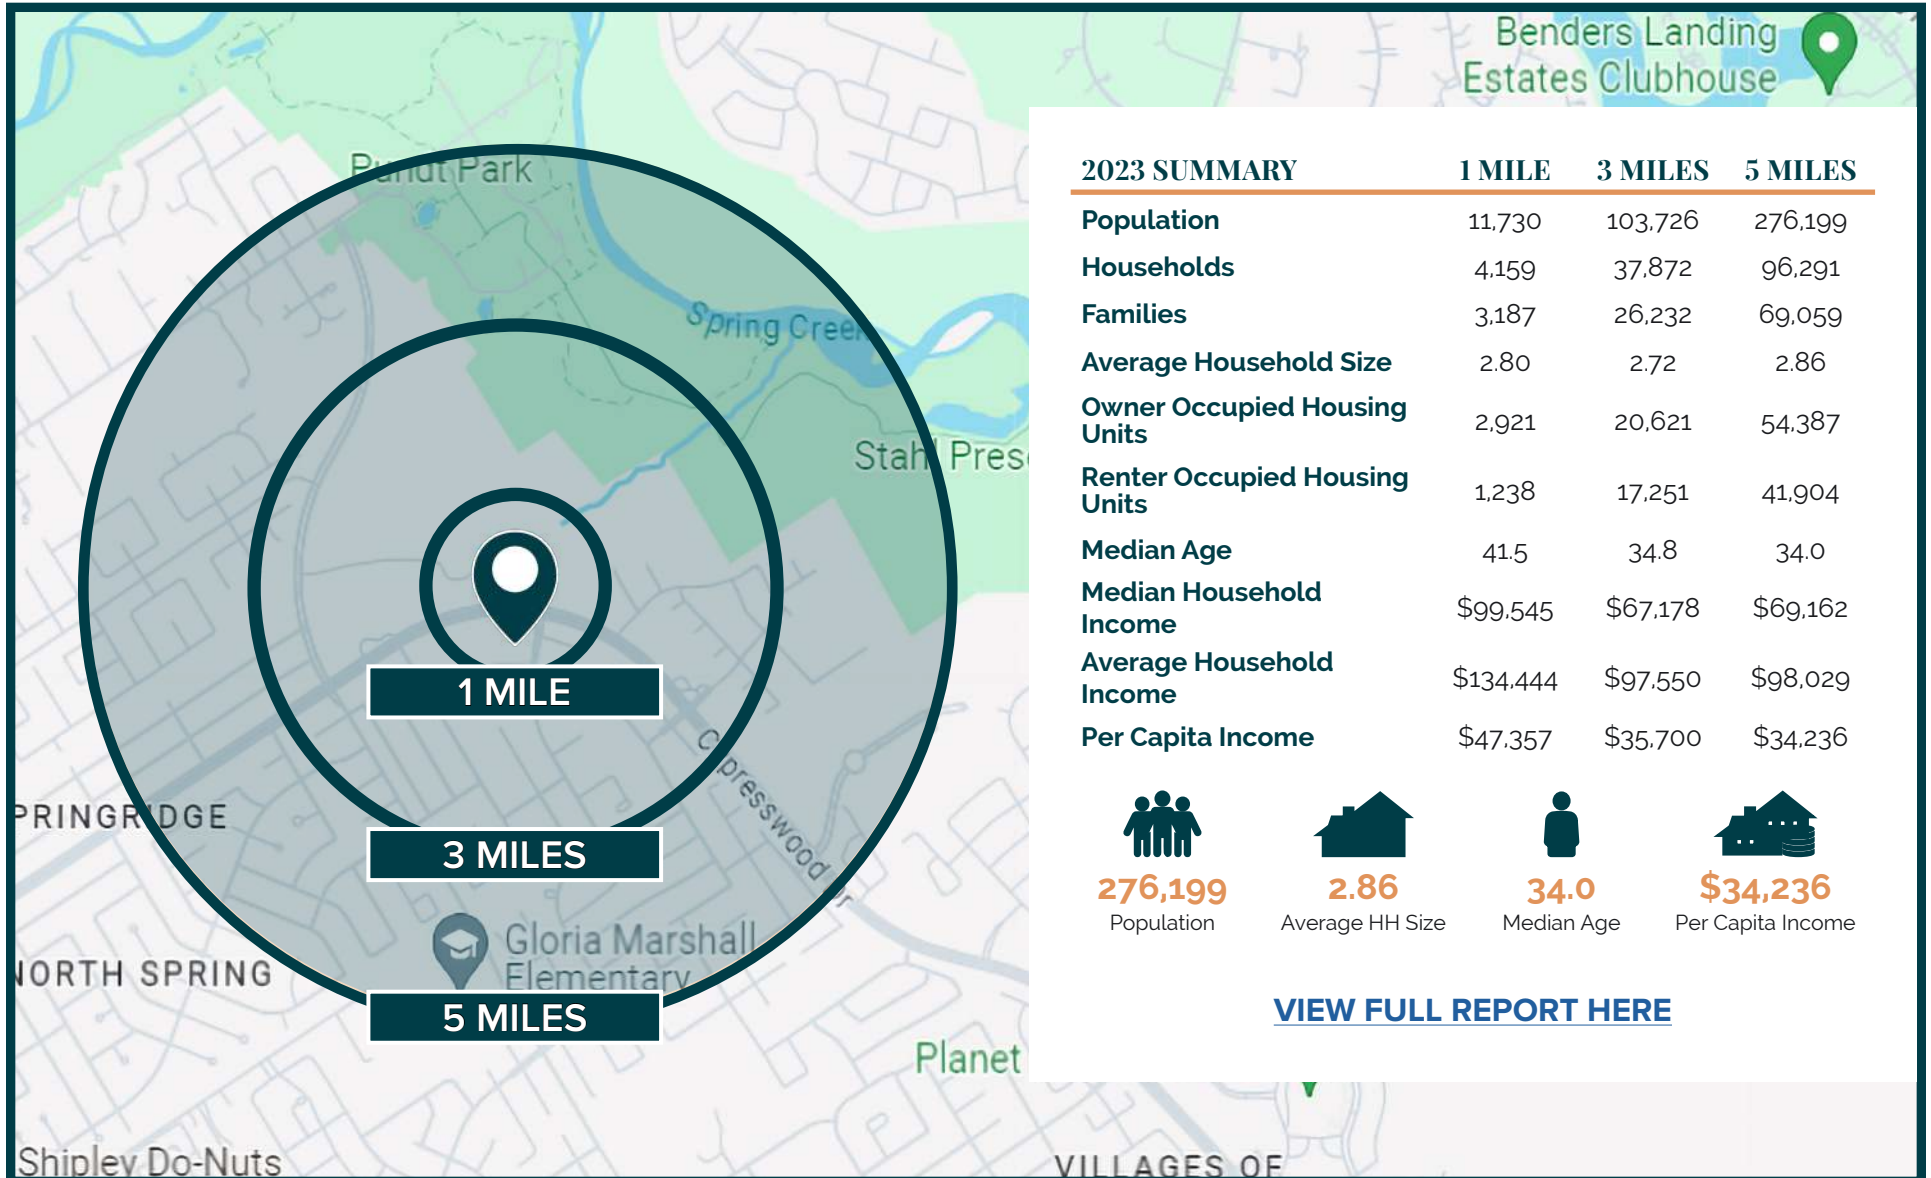 Benders Landing
Estates Clubhouse
Pundt Park
Spring Creek
Stahl Prese
1 MILE
Cypresswood Dr
PRINGRIDGE
3 MILES
Gloria Marshall
Elementary
NORTH SPRING
5 MILES
Planet
Shipley Do-Nuts
VILLAGES OF
2023 SUMMARY 1 MILE 3 MILES 5 MILES
Population 11,730 103,726 276,199
Households 4,159 37,872 96,291
Families 3,187 26,232 69,059
Average Household Size 2.80 2.72 2.86
Owner Occupied Housing
Units 2,921 20,621 54,387
Renter Occupied Housing
Units 1,238 17,251 41,904
Median Age 41.5 34.8 34.0
Median Household
Income $99,545 $67,178 $69,162
Average Household
Income $134,444 $97,550 $98,029
Per Capita Income $47,357 $35,700 $34,236
276,199 2.86 34.0 $34,236
Population Average HH Size Median Age Per Capita Income
VIEW FULL REPORT HERE